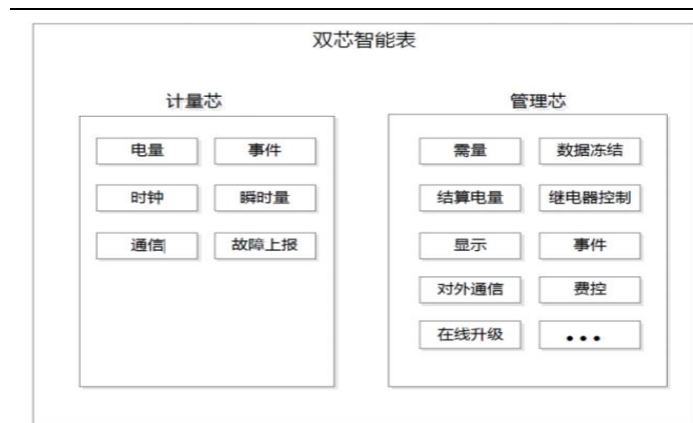 双芯智能表
计量芯
电量 事件
时钟 瞬时量
通信 故障上报
管理芯
需量 数据冻结
结算电量 继电器控制
显示 事件
对外通信 费控
在线升级 •••